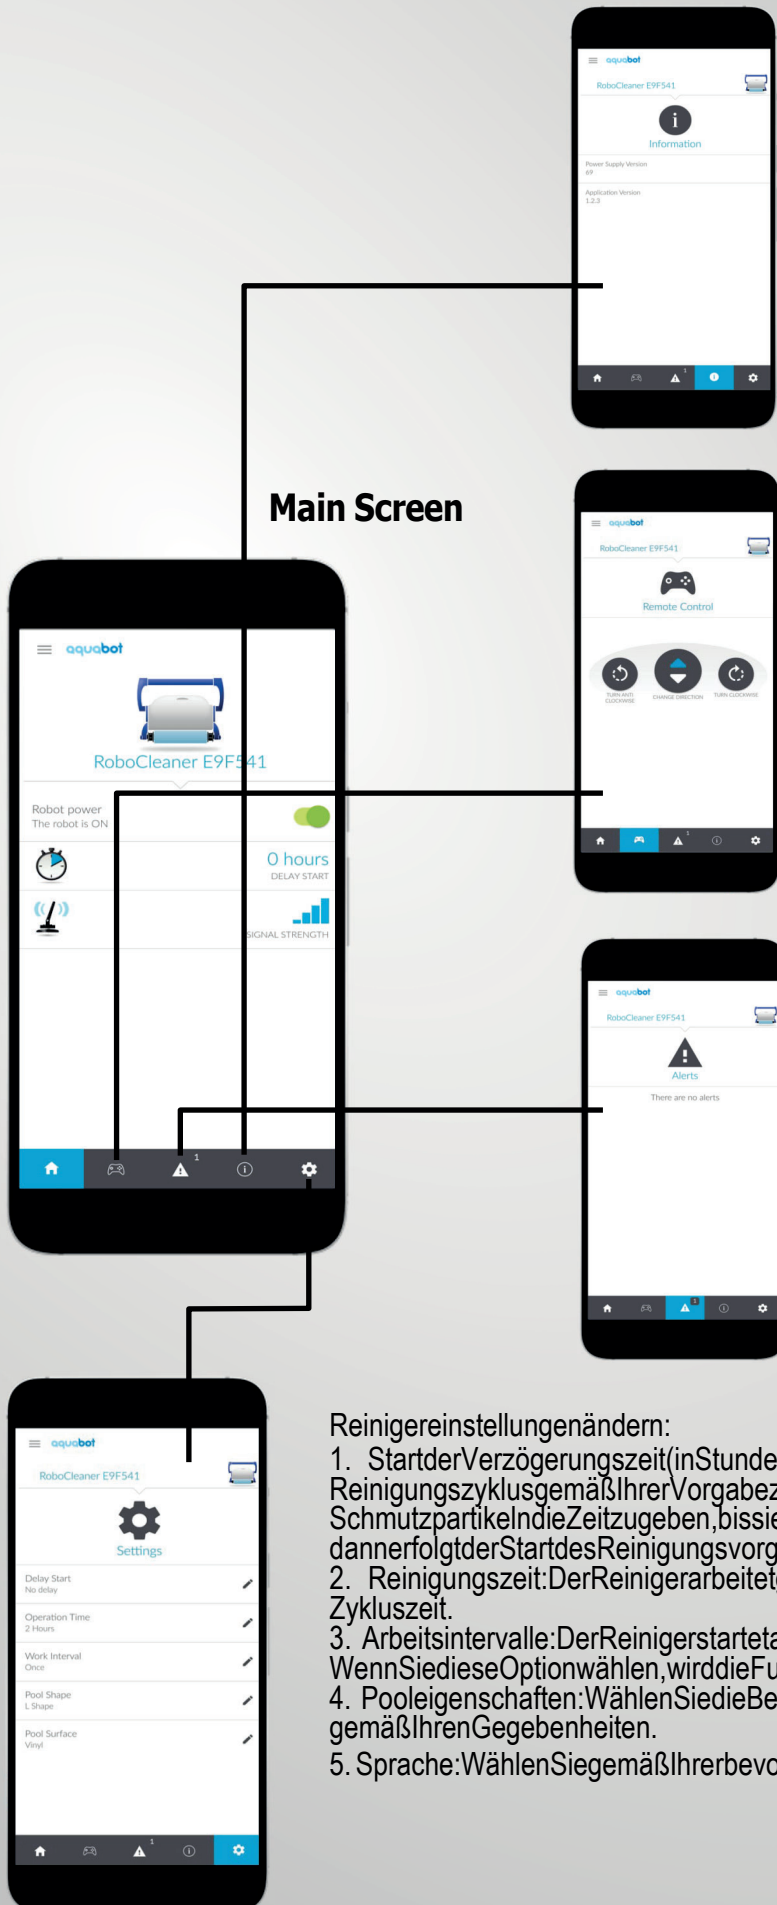 aquabot
RoboCleaner E9F541
Information
Power Supply Version
69
Application Version
1.2.3
1
Main Screen
aquabot
RoboCleaner E9F541
Remote Control
TURN ANTI
CLOCKWISE
CHANGE DIRECTION
TURN CLOCKWISE
1
aquabot
RoboCleaner E9F541
Robot power
The robot is ON
0 hours
DELAY START
SIGNAL STRENGTH
1
aquabot
RoboCleaner E9F541
Alerts
There are no alerts
1
aquabot
RoboCleaner E9F541
Settings
Delay Start
No delay
Operation Time
2 Hours
Work Interval
Once
Pool Shape
L Shape
Pool Surface
Vinyl
1
Reinigereinstellungenändern:
1. StartderVerzögerungszeit(inStunde
ReinigungszyklusgemäßIhrerVorgabez
SchmutzpartikelndieZeitzugeben,bissie
dannerfolgtderStartdesReinigungsvorg
2. Reinigungszeit:DerReinigerarbeitet
Zykluszeit.
3. Arbeitsintervalle:DerReinigerstarteta
WennSiedieseOptionwählen,wirddieFu
4. Pooleigenschaften:WählenSiedieBe
gemäßIhrenGegebenheiten.
5. Sprache:WählenSiegemäßIhrerbevo